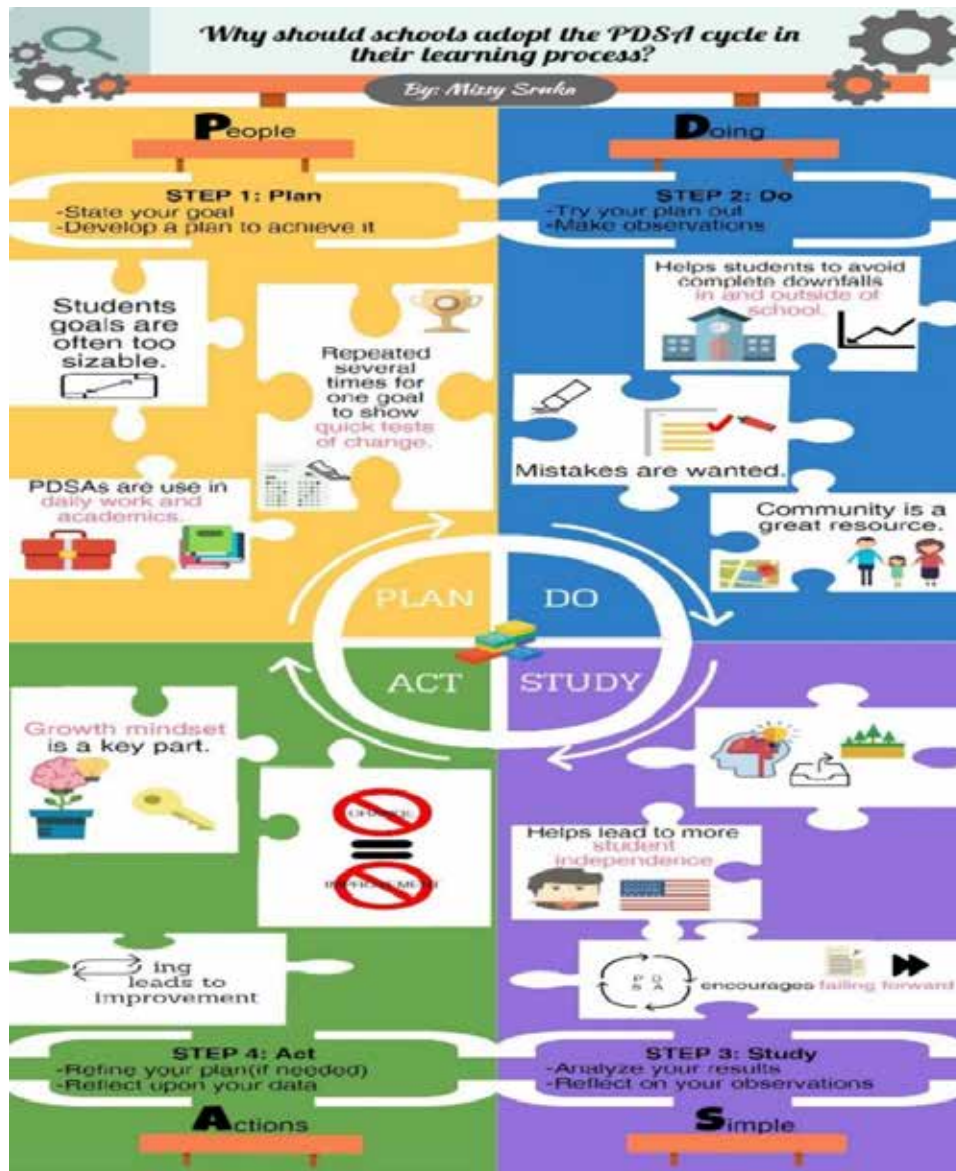 Why should schools adopt the PDSA cycle in
their learning process?
By: Missy Sruka
People
STEP 1: Plan
-State your goal
-Develop a plan to achieve it
Students
goals are
often too
sizable.
Repeated
several
times for
one goal
to show
quick tests
of change.
PDSAs are use in
daily work and
academics.
Doing
STEP 2: Do
-Try your plan out
-Make observations
Helps students to avoid
complete downfalls
in and outside of
school.
Mistakes are wanted.
Community is a
great resource.
PLAN
DO
ACT
STUDY
Growth mindset
is a key part.
CHANGE
IMPROVEMENT
ing
leads to
improvement
STEP 4: Act
-Refine your plan(if needed)
-Reflect upon your data
Actions
Helps lead to more
student
independence
P D
S A
encourages failing forward
STEP 3: Study
-Analyze your results
-Reflect on your observations
Simple